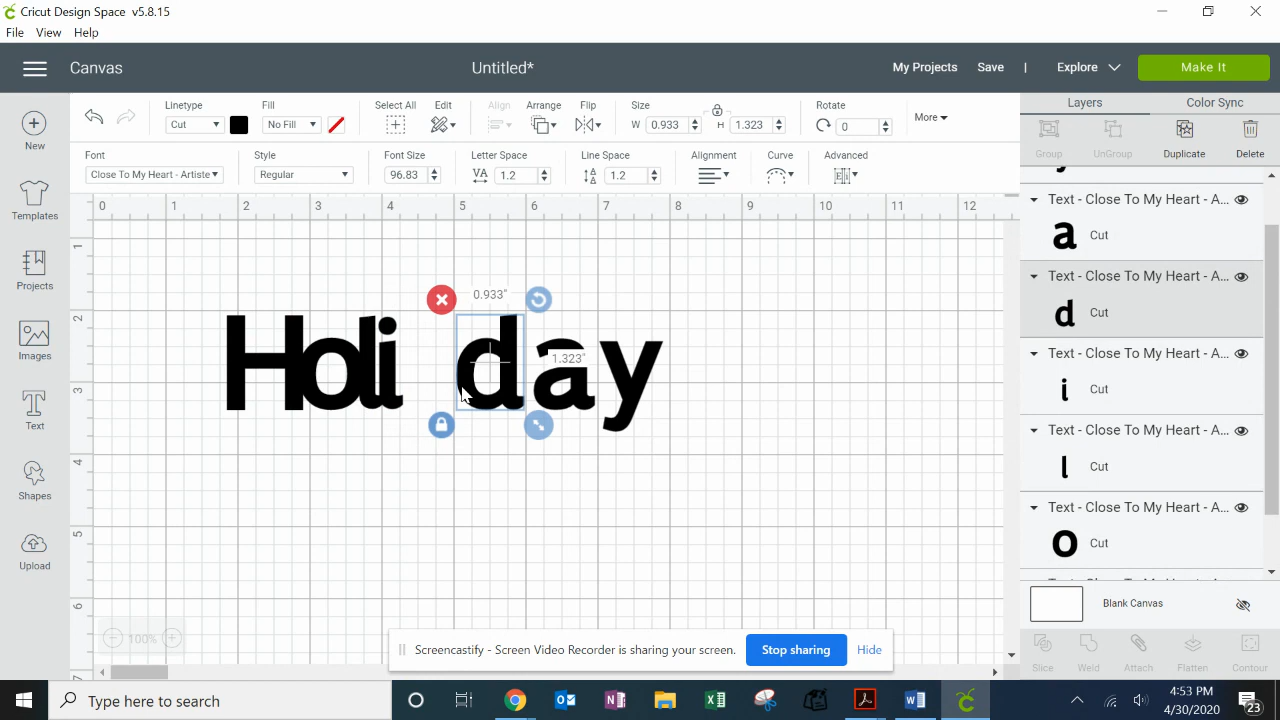 Cricut Design Space v5.8.15
File View Help
Canvas
Untitled*
My Projects Save | Explore Make It
Linetype Fill Select All Edit Align Arrange Flip Size Rotate
Cut No Fill W 0.933 H 1.323 0 More
Font Style Font Size Letter Space Line Space Alignment Curve Advanced
Close To My Heart - Artiste Regular 96.83 VA 1.2 1.2
New
Templates
Projects
Images
Text
Shapes
Upload
0 1 2 3 4 5 6 7 8 9 10 11 12
1
2
3
4
5
6
7
0.933"
1.323"
Holi day
100%
Layers Color Sync
Group UnGroup Duplicate Delete
Text - Close To My Heart - A...
a Cut
Text - Close To My Heart - A...
d Cut
Text - Close To My Heart - A...
i Cut
Text - Close To My Heart - A...
l Cut
Text - Close To My Heart - A...
o Cut
Blank Canvas
Slice Weld Attach Flatten Contour
Screencastify - Screen Video Recorder is sharing your screen. Stop sharing Hide
Type here to search
4:53 PM
4/30/2020
23